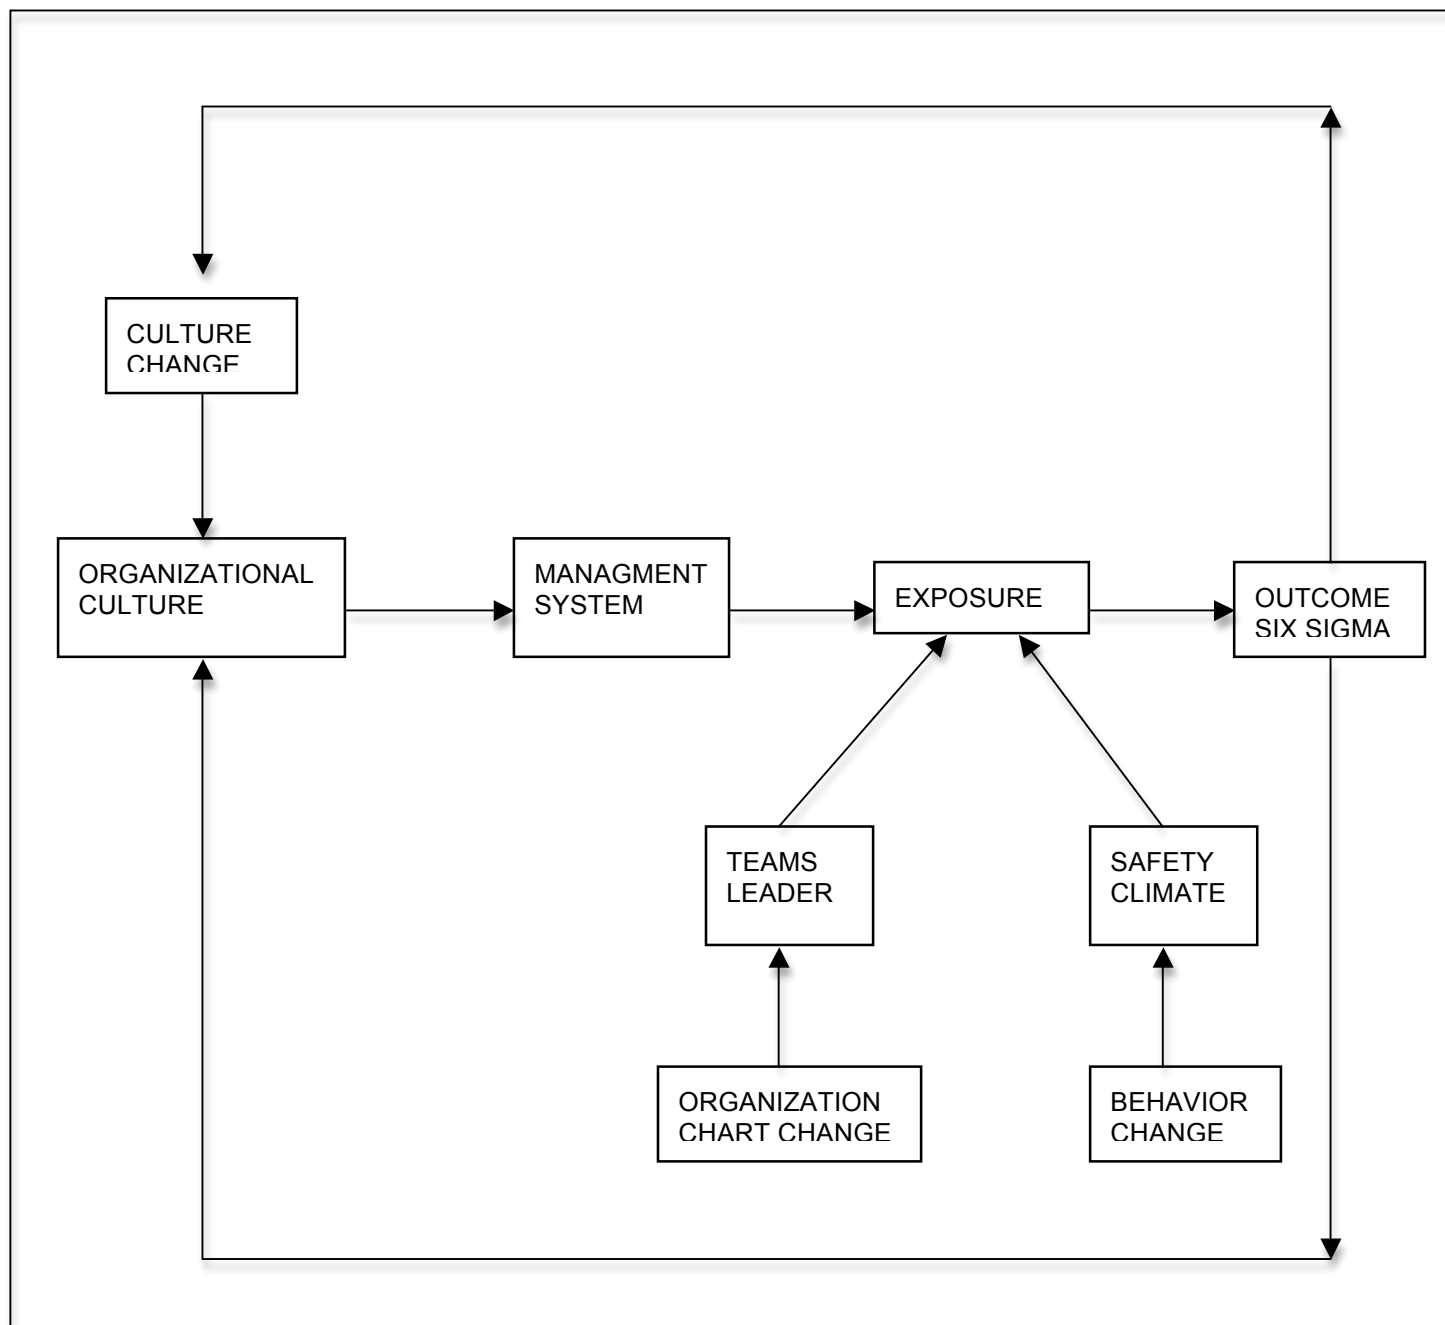 CULTURE
CHANGE
ORGANIZATIONAL
CULTURE
MANAGMENT
SYSTEM
EXPOSURE
OUTCOME
SIX SIGMA
TEAMS
LEADER
SAFETY
CLIMATE
ORGANIZATION
CHART CHANGE
BEHAVIOR
CHANGE